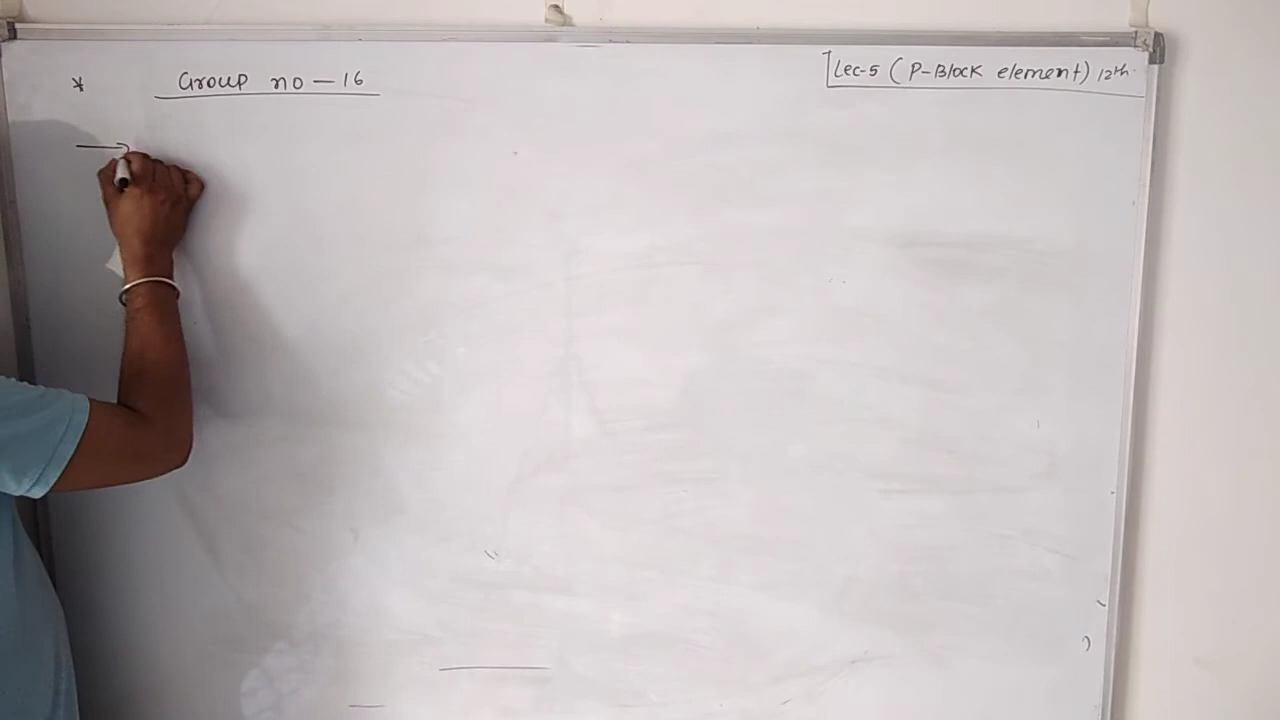 * Group no – 16
Lec-5 ( P-Block element) 12th.
→